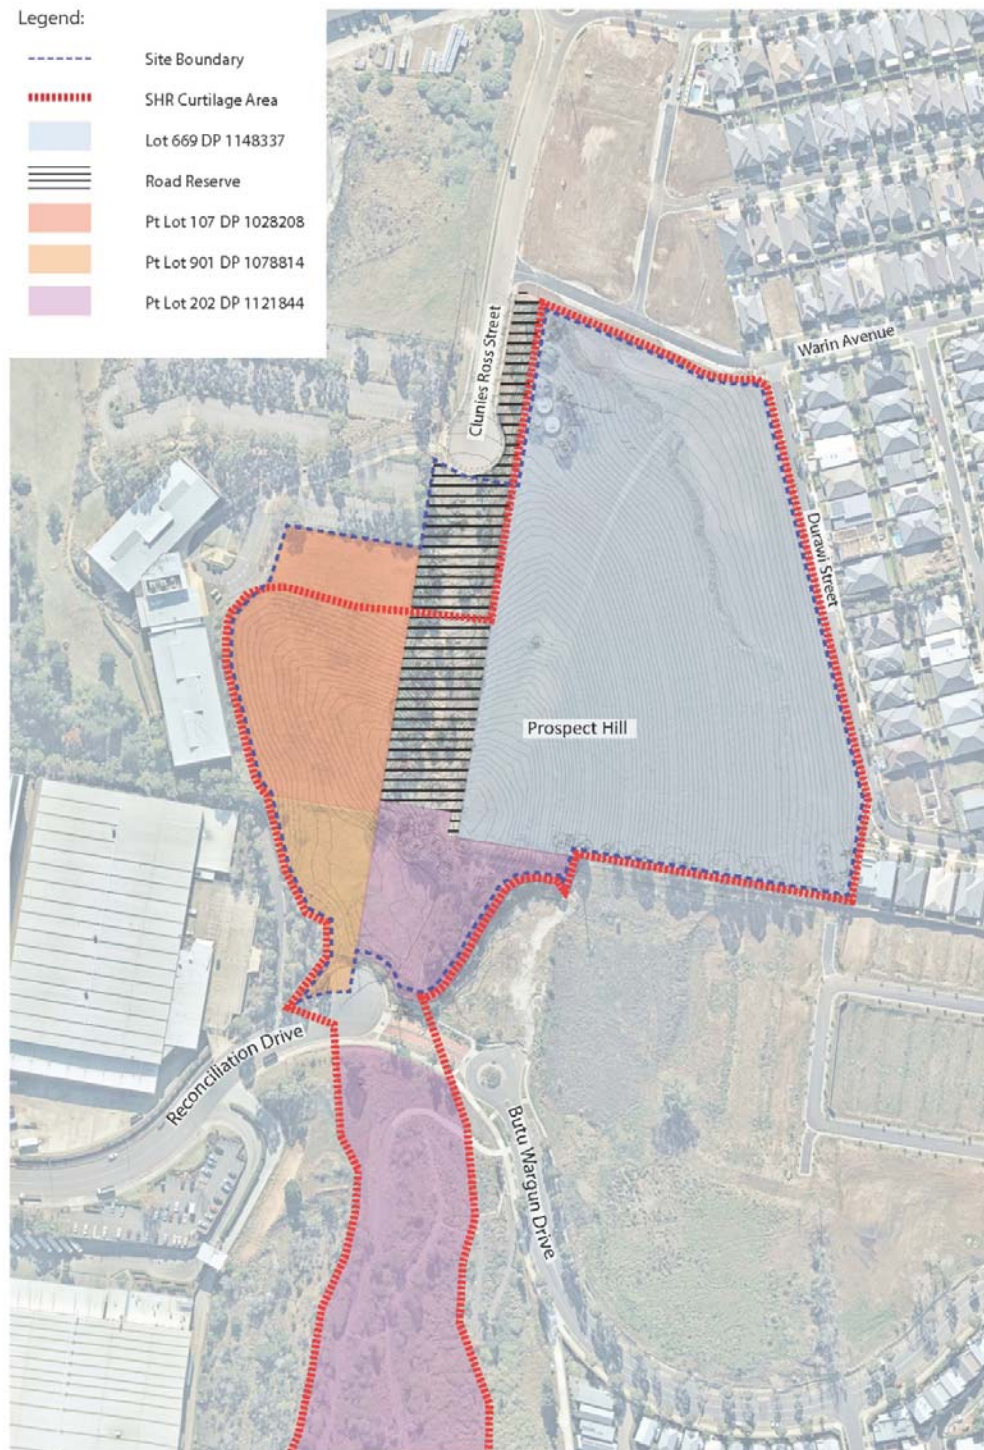 Legend:
Site Boundary
SHR Curtilage Area
Lot 669 DP 1148337
Road Reserve
Pt Lot 107 DP 1028208
Pt Lot 901 DP 1078814
Pt Lot 202 DP 1121844
Clunies Ross Street
Warin Avenue
Durawi Street
Prospect Hill
Reconciliation Drive
Butu Wargun Drive